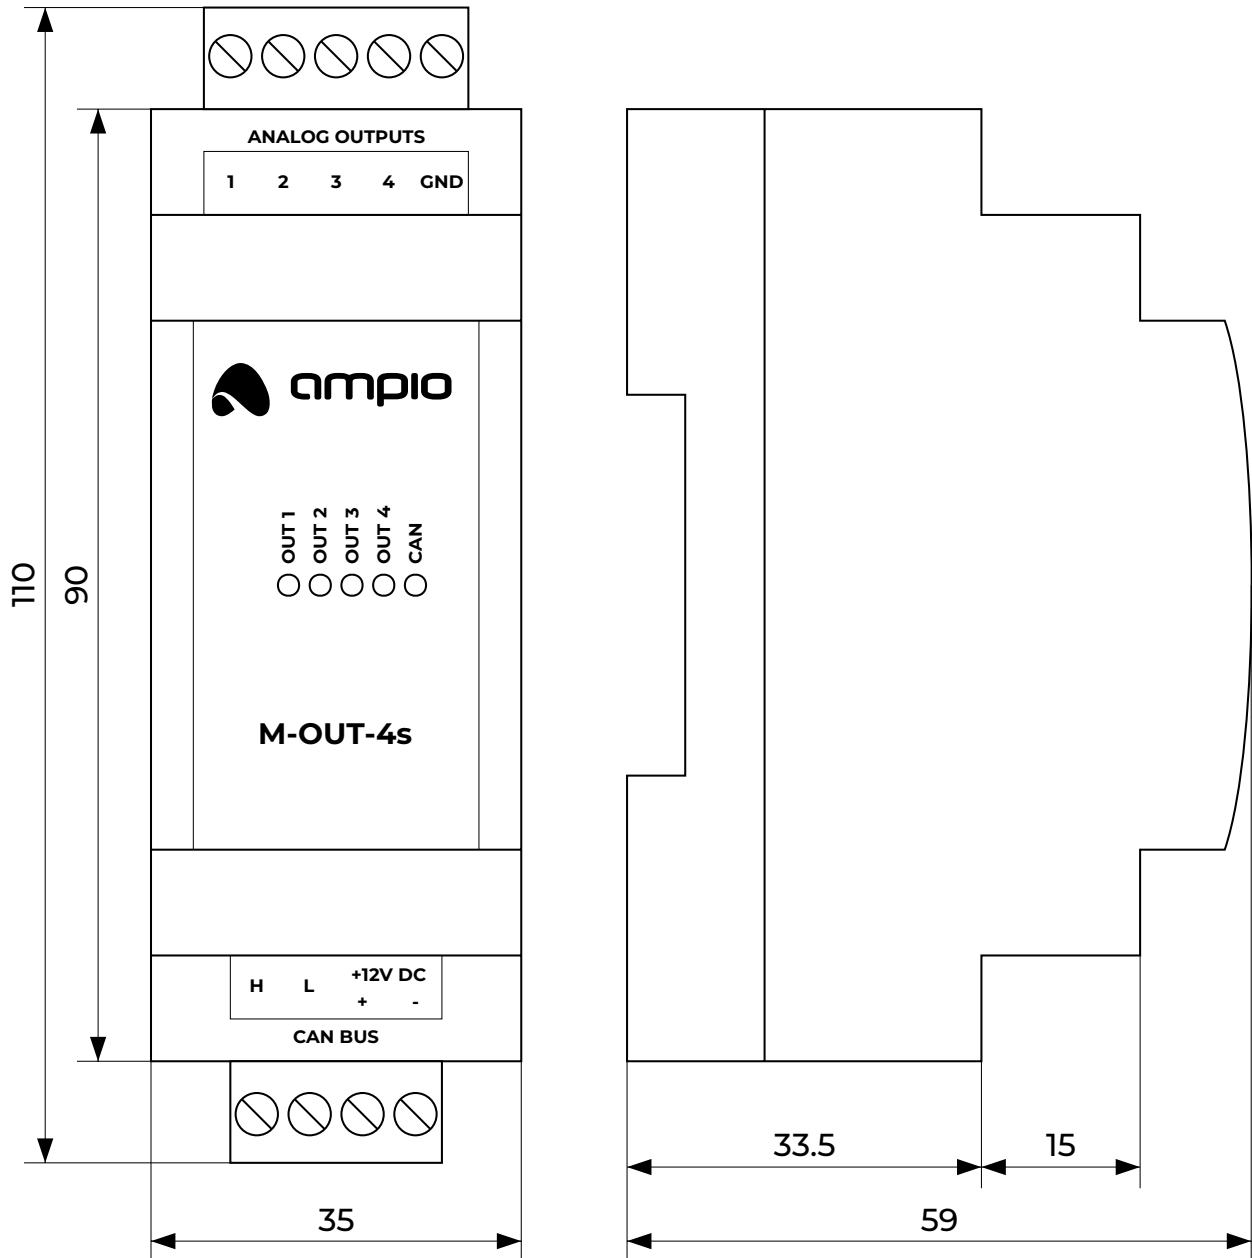 ANALOG OUTPUTS
1 2 3 4 GND
ampio
OUT 1
OUT 2
OUT 3
OUT 4
CAN
110
90
M-OUT-4s
H L +12V DC
+ -
CAN BUS
33.5
15
35
59